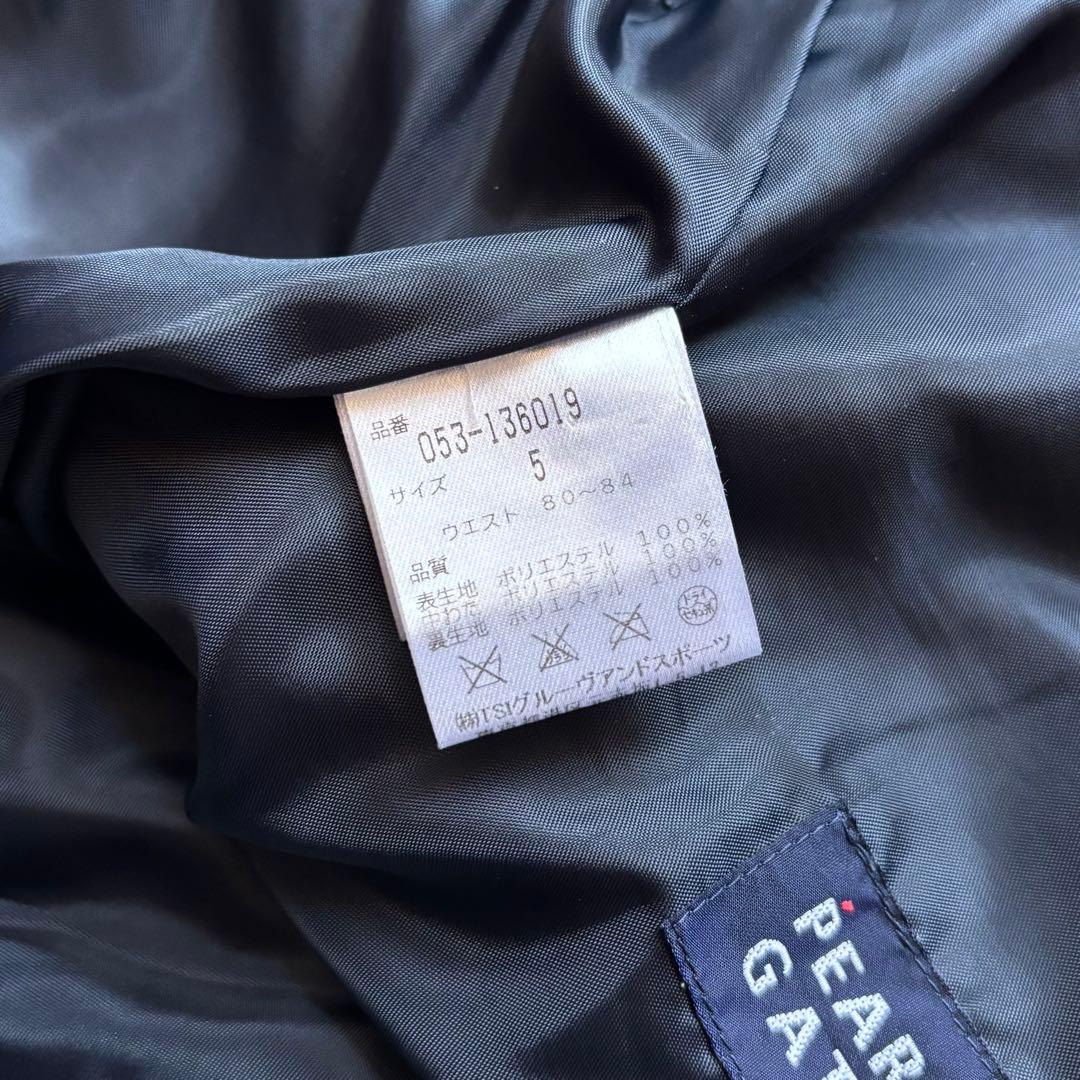 品番 053-136019
サイズ 5
ウエスト 80〜84
品質
表生地 ポリエステル 100%
中わた ポリエステル 100%
裏生地 ポリエステル 100%
ドライ
㈱TSIグルーヴアンドスポーツ
PEAR
GAT